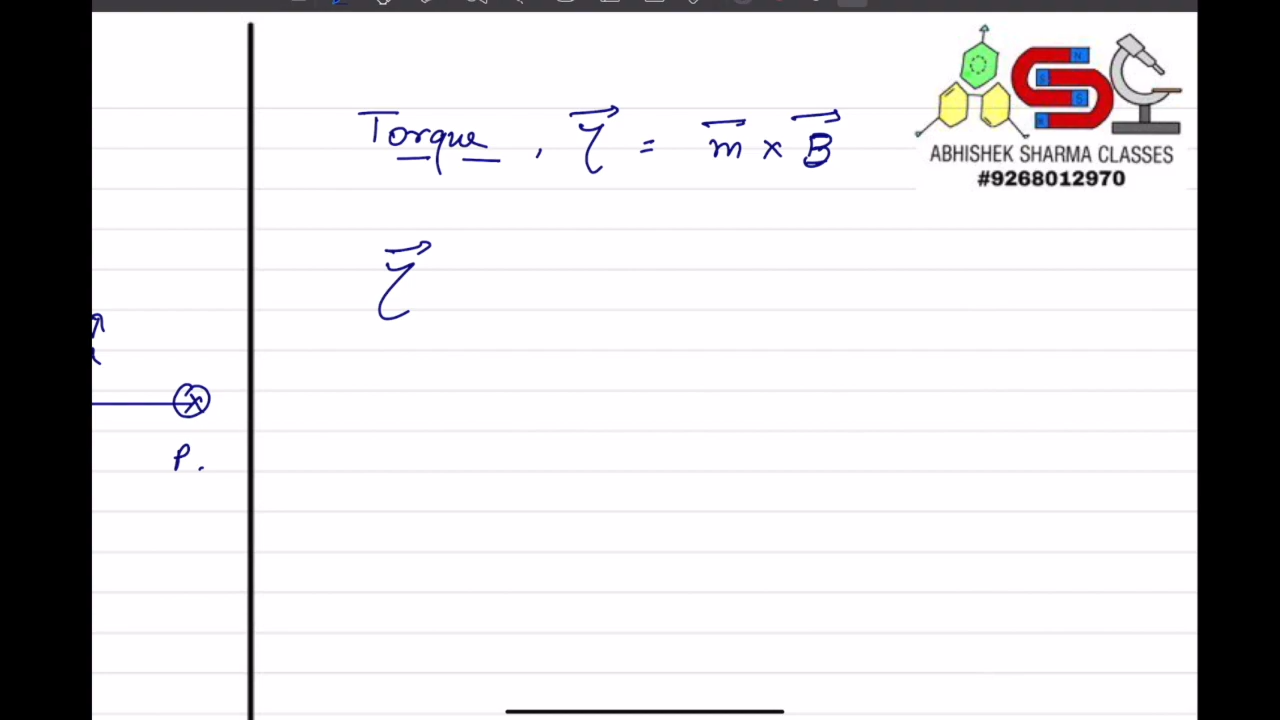 Torque, τ⃗ = m⃗ × B⃗
ABHISHEK SHARMA CLASSES
#9268012970
τ⃗
P.